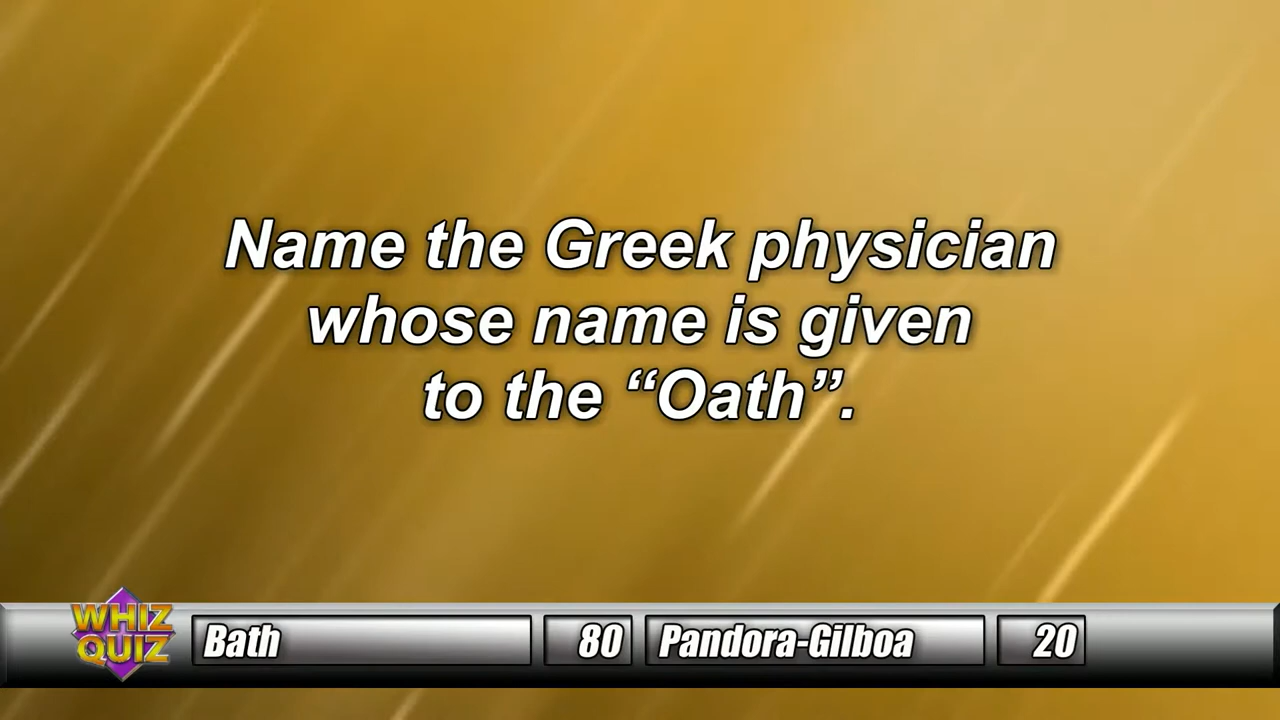 Name the Greek physician
whose name is given
to the “Oath”.
WHIZ
QUIZ
Bath 80 Pandora-Gilboa 20